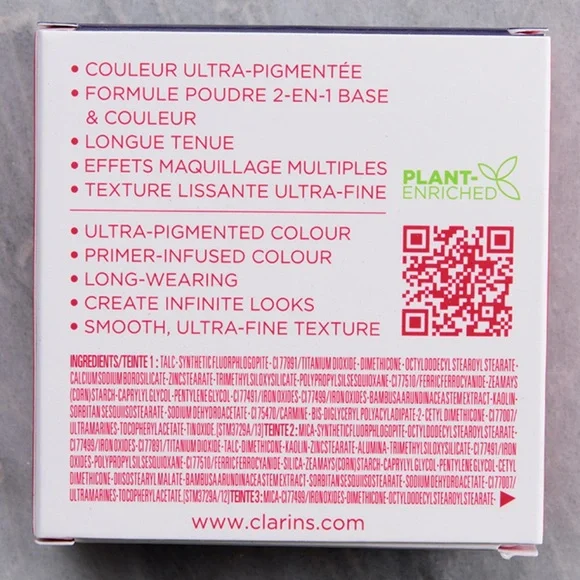 • COULEUR ULTRA-PIGMENTÉE
• FORMULE POUDRE 2-EN-1 BASE
& COULEUR
• LONGUE TENUE
• EFFETS MAQUILLAGE MULTIPLES
• TEXTURE LISSANTE ULTRA-FINE
PLANT-
ENRICHED
• ULTRA-PIGMENTED COLOUR
• PRIMER-INFUSED COLOUR
• LONG-WEARING
• CREATE INFINITE LOOKS
• SMOOTH, ULTRA-FINE TEXTURE
INGREDIENTS/TEINTE 1 : TALC-SYNTHETIC FLUORPHLOGOPITE-CI 77891/TITANIUM DIOXIDE-DIMETHICONE-OCTYLDODECYL STEAROYL STEARATE-
CALCIUM SODIUM BOROSILICATE-ZINC STEARATE-TRIMETHYLSILOXYSILICATE-POLYPROPYLSILSESQUIOXANE-CI 77510/FERRIC FERROCYANIDE-ZEA MAYS
(CORN) STARCH-CAPRYLYL GLYCOL-PENTYLENE GLYCOL-CI 77491/IRON OXIDES-CI 77499/IRON OXIDES-BAMBUSA ARUNDINACEA STEM EXTRACT-KAOLIN-
SORBITAN SESQUIISOSTEARATE-SODIUM DEHYDROACETATE-CI 75470/CARMINE-BIS-DIGLYCERYL POLYACYLADIPATE-2-CETYL DIMETHICONE-CI 77007/
ULTRAMARINES-TOCOPHERYL ACETATE-TIN OXIDE. [STM3729A/13] TEINTE 2 : MICA-SYNTHETIC FLUORPHLOGOPITE-OCTYLDODECYL STEAROYL STEARATE-
CI 77499/IRON OXIDES-CI 77891/TITANIUM DIOXIDE-TALC-DIMETHICONE-KAOLIN-ZINC STEARATE-ALUMINA-TRIMETHYLSILOXYSILICATE-CI 77491/IRON
OXIDES-POLYPROPYLSILSESQUIOXANE-CI 77510/FERRIC FERROCYANIDE-SILICA-ZEA MAYS (CORN) STARCH-CAPRYLYL GLYCOL-PENTYLENE GLYCOL-CETYL
DIMETHICONE-DIISOSTEARYL MALATE-BAMBUSA ARUNDINACEA STEM EXTRACT-SORBITAN SESQUIISOSTEARATE-SODIUM DEHYDROACETATE-CI 77007/
ULTRAMARINES-TOCOPHERYL ACETATE. [STM3729A/12] TEINTE 3 : MICA-CI 77499/IRON OXIDES-DIMETHICONE-OCTYLDODECYL STEAROYL STEARATE-
www.clarins.com